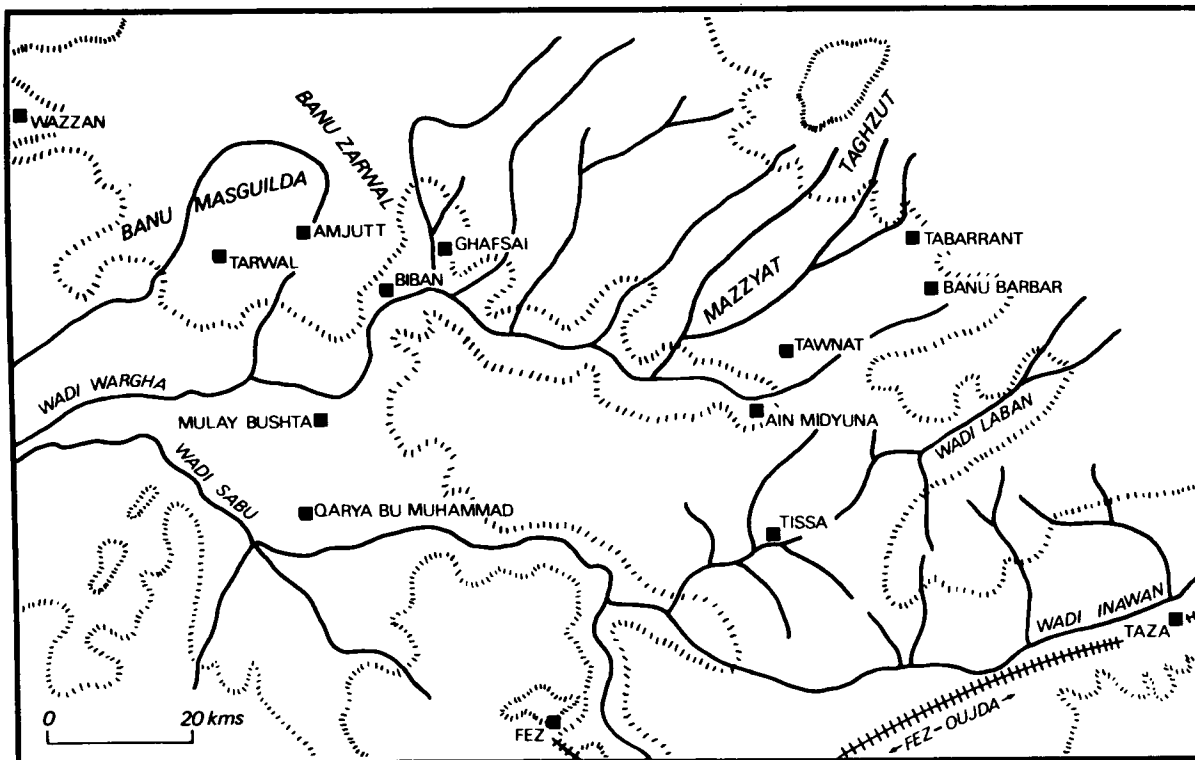 WAZZAN
BANU ZARWAL
TAGHZUT
BANU MASGUILDA
AMJUTT
GHAFSAI
TABARRANT
TARWAL
BIBAN
MAZZYAT
BANU BARBAR
TAWNAT
WADI WARGHA
MULAY BUSHTA
AIN MIDYUNA
WADI LABAN
WADI SABU
QARYA BU MUHAMMAD
TISSA
WADI INAWAN
TAZA
0 20 kms
FEZ
FEZ-OUJDA